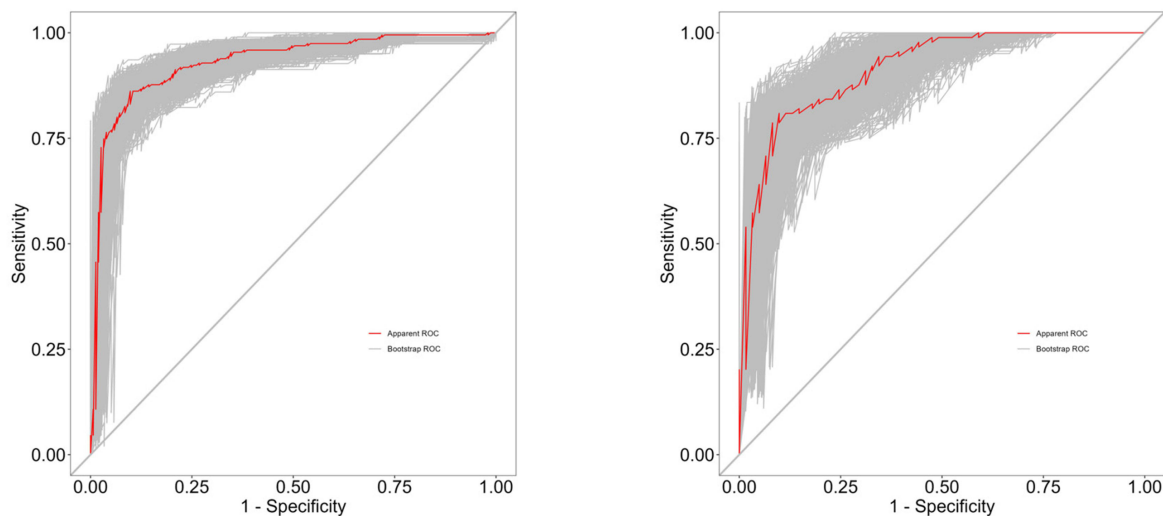 1.00
0.75
0.50
0.25
0.00
Sensitivity
Apparent ROC
Bootstrap ROC
0.00 0.25 0.50 0.75 1.00
1 - Specificity
1.00
0.75
0.50
0.25
0.00
Sensitivity
Apparent ROC
Bootstrap ROC
0.00 0.25 0.50 0.75 1.00
1 - Specificity